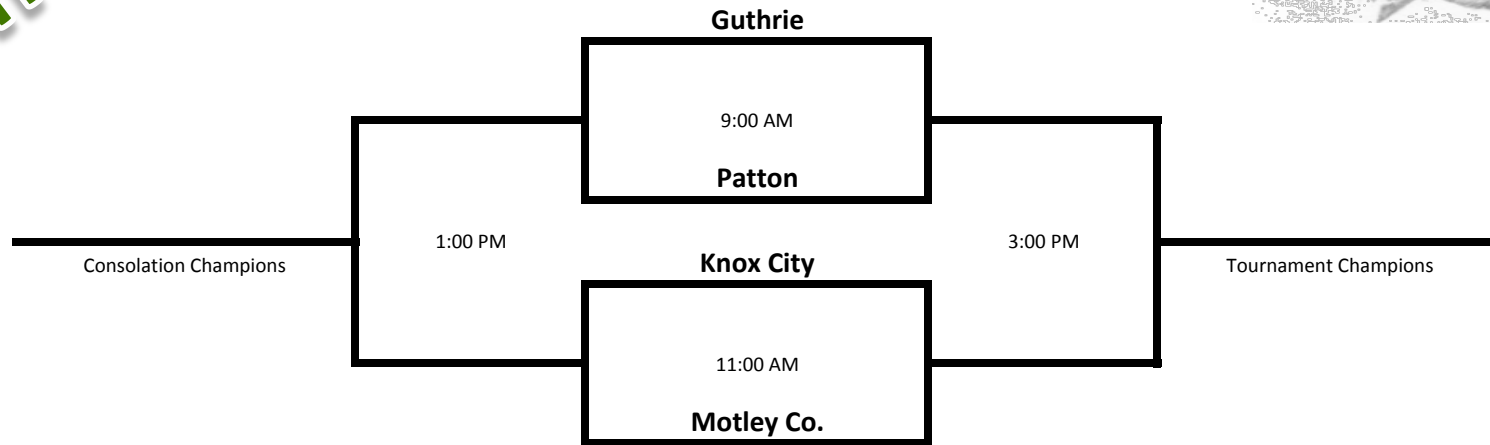 Guthrie
9:00 AM
Patton
1:00 PM
3:00 PM
Consolation Champions
Knox City
Tournament Champions
11:00 AM
Motley Co.